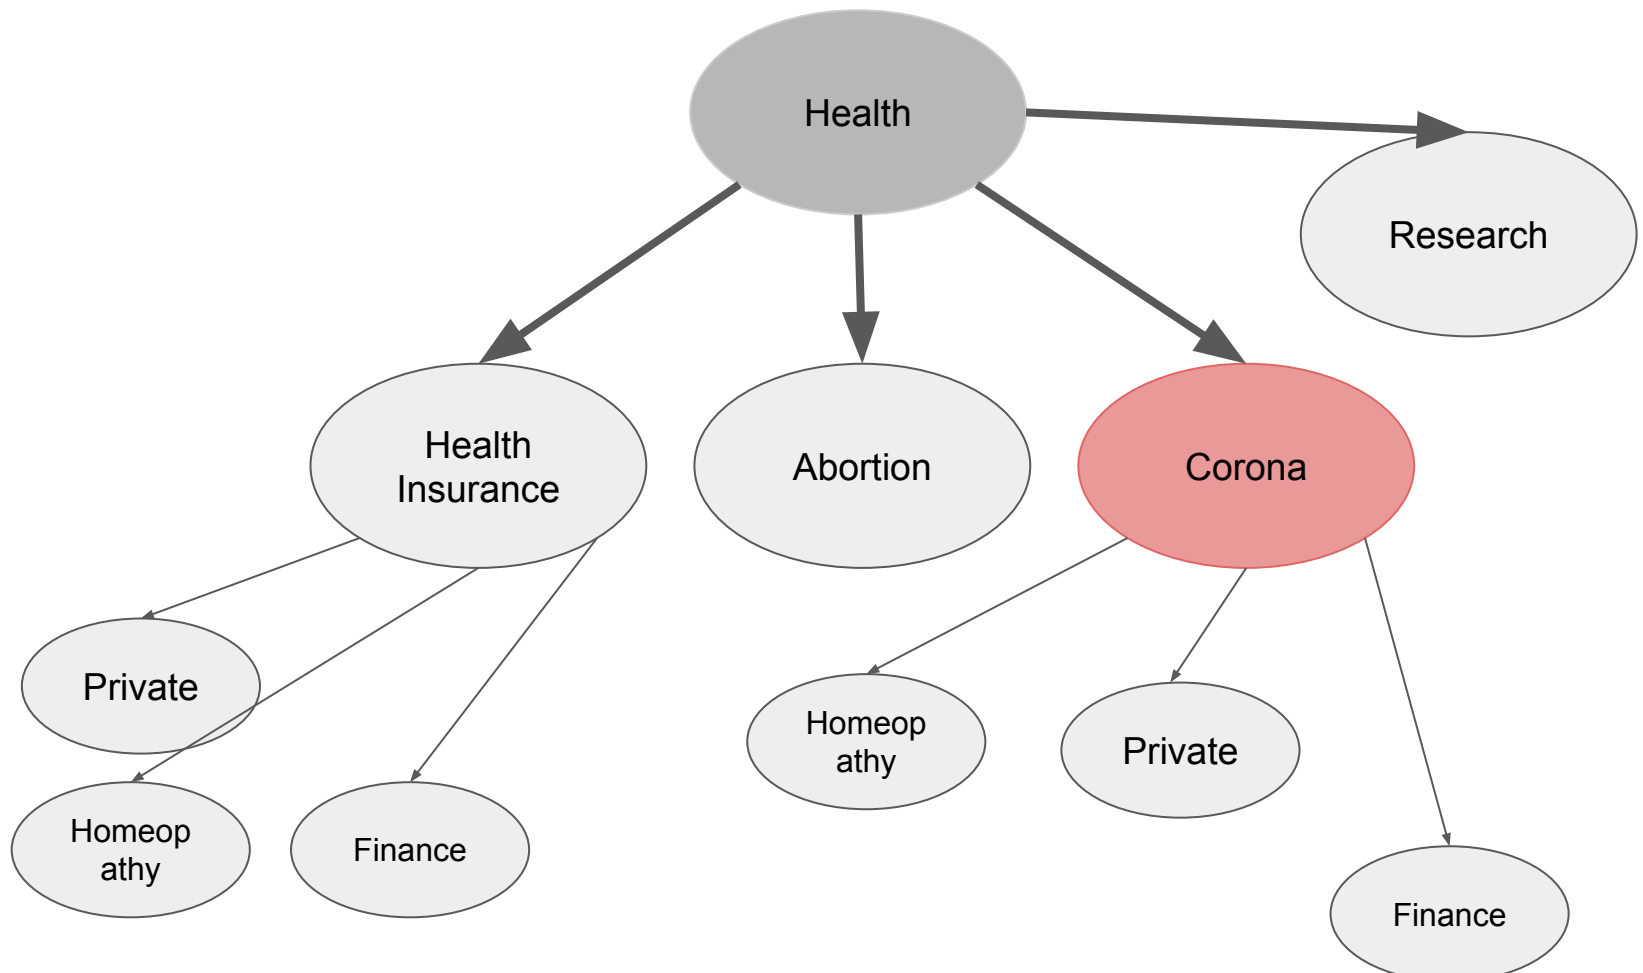 Health
Research
Health
Insurance
Abortion
Corona
Private
Homeop
athy
Finance
Homeop
athy
Private
Finance